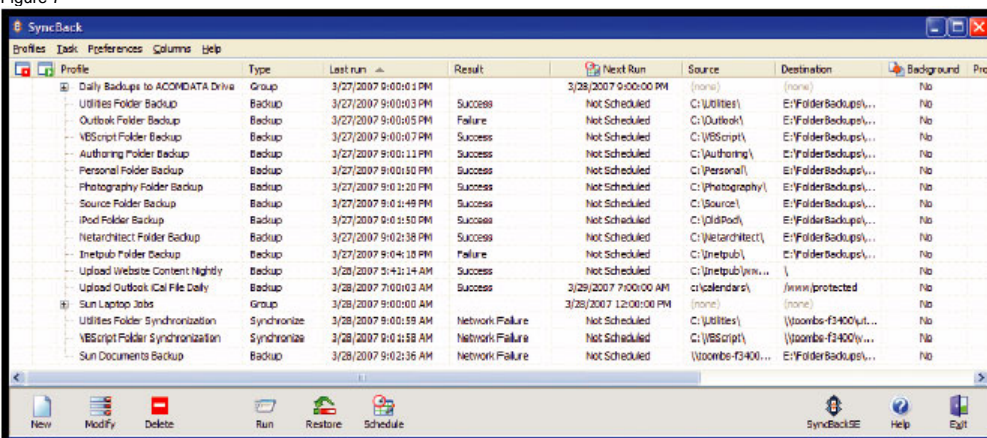 SyncBack
Profiles Task Preferences Columns Help
Profile Type Last run Result Next Run Source Destination Background
Daily Backups to ACOMDATA Drive Group 3/27/2007 9:00:01 PM 3/28/2007 9:00:00 PM (none) (none) No
Utilities Folder Backup Backup 3/27/2007 9:00:03 PM Success Not Scheduled C:\Utilities\ E:\FolderBackups\... No
Outlook Folder Backup Backup 3/27/2007 9:00:05 PM Failure Not Scheduled C:\Outlook\ E:\FolderBackups\... No
VBScript Folder Backup Backup 3/27/2007 9:00:07 PM Success Not Scheduled C:\VBScript\ E:\FolderBackups\... No
Authoring Folder Backup Backup 3/27/2007 9:00:11 PM Success Not Scheduled C:\Authoring\ E:\FolderBackups\... No
Personal Folder Backup Backup 3/27/2007 9:00:50 PM Success Not Scheduled C:\Personal\ E:\FolderBackups\... No
Photography Folder Backup Backup 3/27/2007 9:01:20 PM Success Not Scheduled C:\Photography\ E:\FolderBackups\... No
Source Folder Backup Backup 3/27/2007 9:01:49 PM Success Not Scheduled C:\Source\ E:\FolderBackups\... No
iPod Folder Backup Backup 3/27/2007 9:01:50 PM Success Not Scheduled C:\OldiPod\ E:\FolderBackups\... No
Netarchitect Folder Backup Backup 3/27/2007 9:02:38 PM Success Not Scheduled C:\Netarchitect\ E:\FolderBackups\... No
Inetpub Folder Backup Backup 3/27/2007 9:04:18 PM Failure Not Scheduled C:\Inetpub\ E:\FolderBackups\... No
Upload Website Content Nightly Backup 3/28/2007 5:41:14 AM Success Not Scheduled C:\Inetpub\ww... \ No
Upload Outlook iCal File Daily Backup 3/28/2007 7:00:03 AM Success 3/29/2007 7:00:00 AM c:\calendars\ /www/protected No
Sun Laptop Jobs Group 3/28/2007 9:00:00 AM 3/28/2007 12:00:00 PM (none) (none) No
Utilities Folder Synchronization Synchronize 3/28/2007 9:00:59 AM Network Failure Not Scheduled C:\Utilities\ \\toombs-f3400\ut... No
VBScript Folder Synchronization Synchronize 3/28/2007 9:01:58 AM Network Failure Not Scheduled C:\VBScript\ \\toombs-f3400\v... No
Sun Documents Backup Backup 3/28/2007 9:02:36 AM Network Failure Not Scheduled \\toombs-f3400... E:\FolderBackups\... No
New Modify Delete Run Restore Schedule SyncBackSE Help Exit